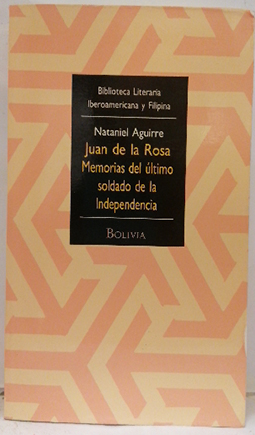 Biblioteca Literaria
Iberoamericana y Filipina
Nataniel Aguirre
Juan de la Rosa
Memorias del último
soldado de la
Independencia
BOLIVIA